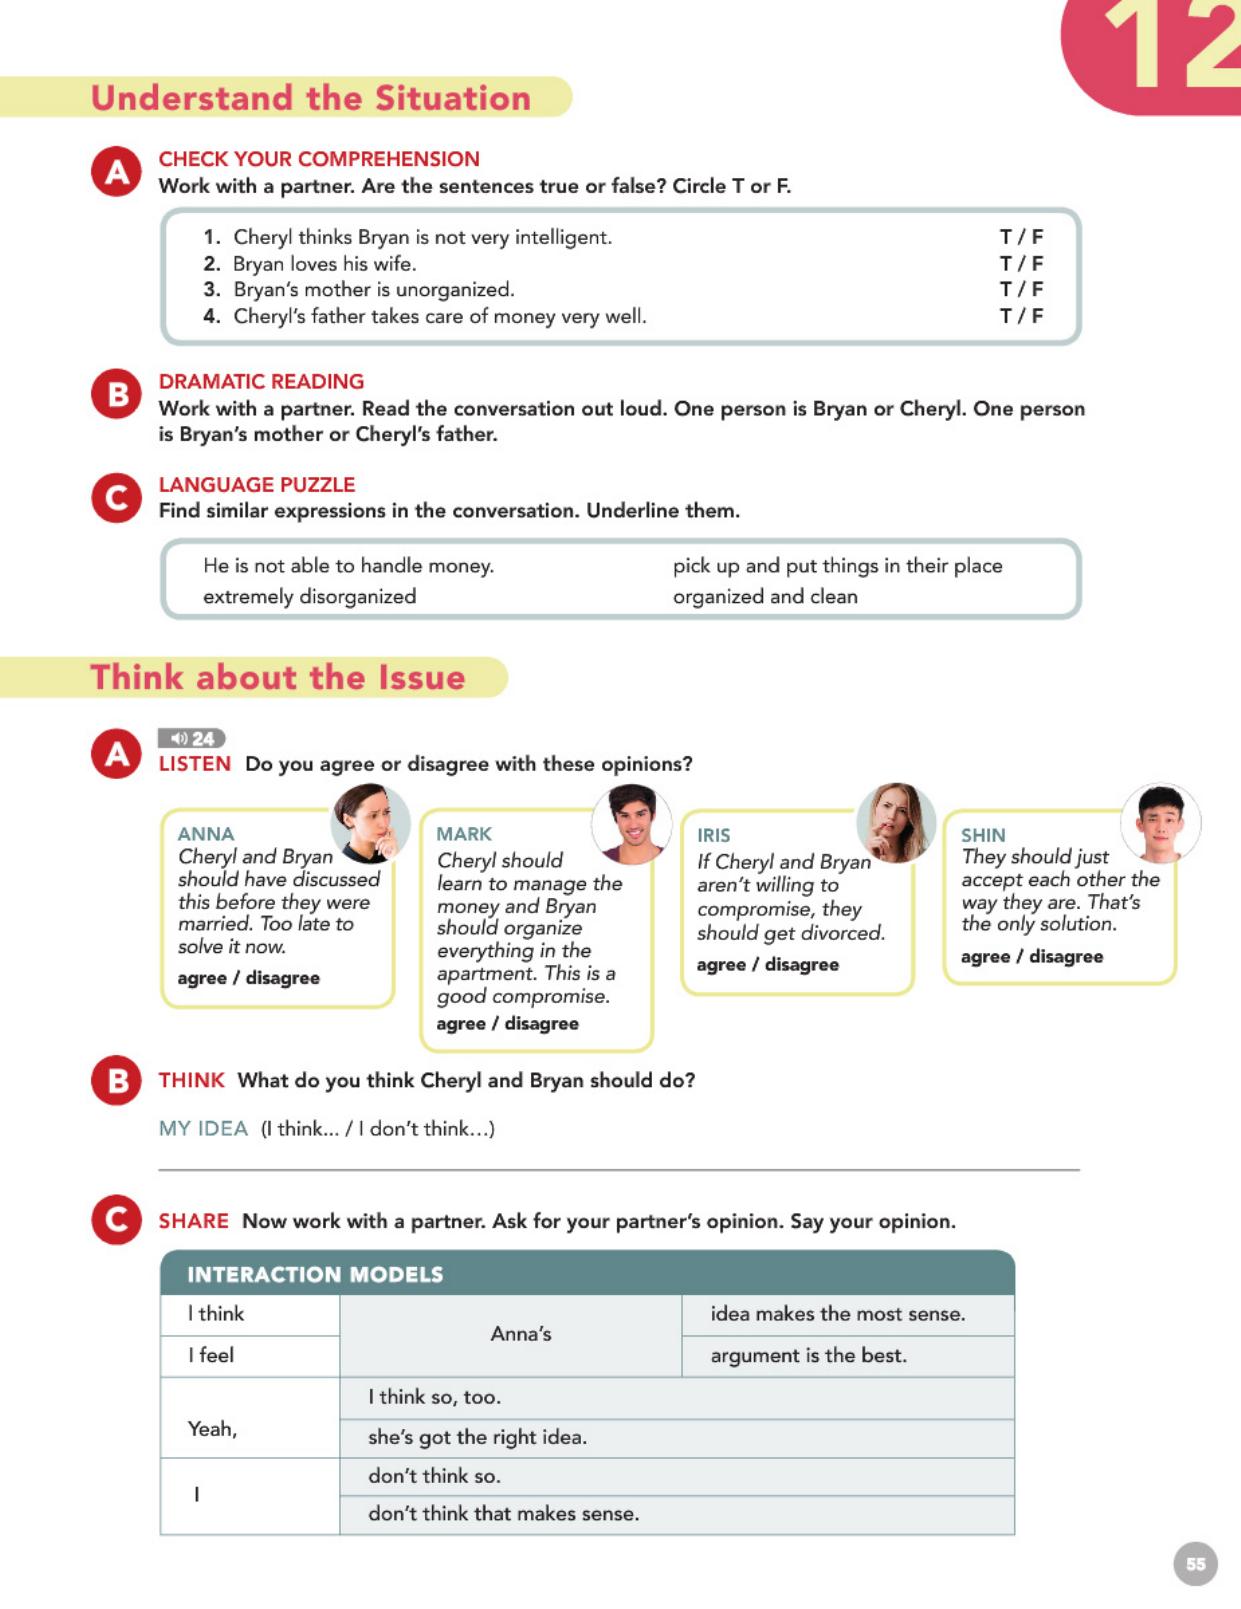 12
Understand the Situation
A
CHECK YOUR COMPREHENSION
Work with a partner. Are the sentences true or false? Circle T or F.
1. Cheryl thinks Bryan is not very intelligent. T / F
2. Bryan loves his wife. T / F
3. Bryan's mother is unorganized. T / F
4. Cheryl's father takes care of money very well. T / F
B
DRAMATIC READING
Work with a partner. Read the conversation out loud. One person is Bryan or Cheryl. One person
is Bryan's mother or Cheryl's father.
C
LANGUAGE PUZZLE
Find similar expressions in the conversation. Underline them.
He is not able to handle money. pick up and put things in their place
extremely disorganized organized and clean
Think about the Issue
A
24
LISTEN Do you agree or disagree with these opinions?
ANNA
Cheryl and Bryan
should have discussed
this before they were
married. Too late to
solve it now.
agree / disagree
MARK
Cheryl should
learn to manage the
money and Bryan
should organize
everything in the
apartment. This is a
good compromise.
agree / disagree
IRIS
If Cheryl and Bryan
aren't willing to
compromise, they
should get divorced.
agree / disagree
SHIN
They should just
accept each other the
way they are. That's
the only solution.
agree / disagree
B
THINK What do you think Cheryl and Bryan should do?
MY IDEA (I think... / I don't think...)
C
SHARE Now work with a partner. Ask for your partner's opinion. Say your opinion.
INTERACTION MODELS
I think
I feel
Anna's
idea makes the most sense.
argument is the best.
Yeah,
I think so, too.
she's got the right idea.
I
don't think so.
don't think that makes sense.
55